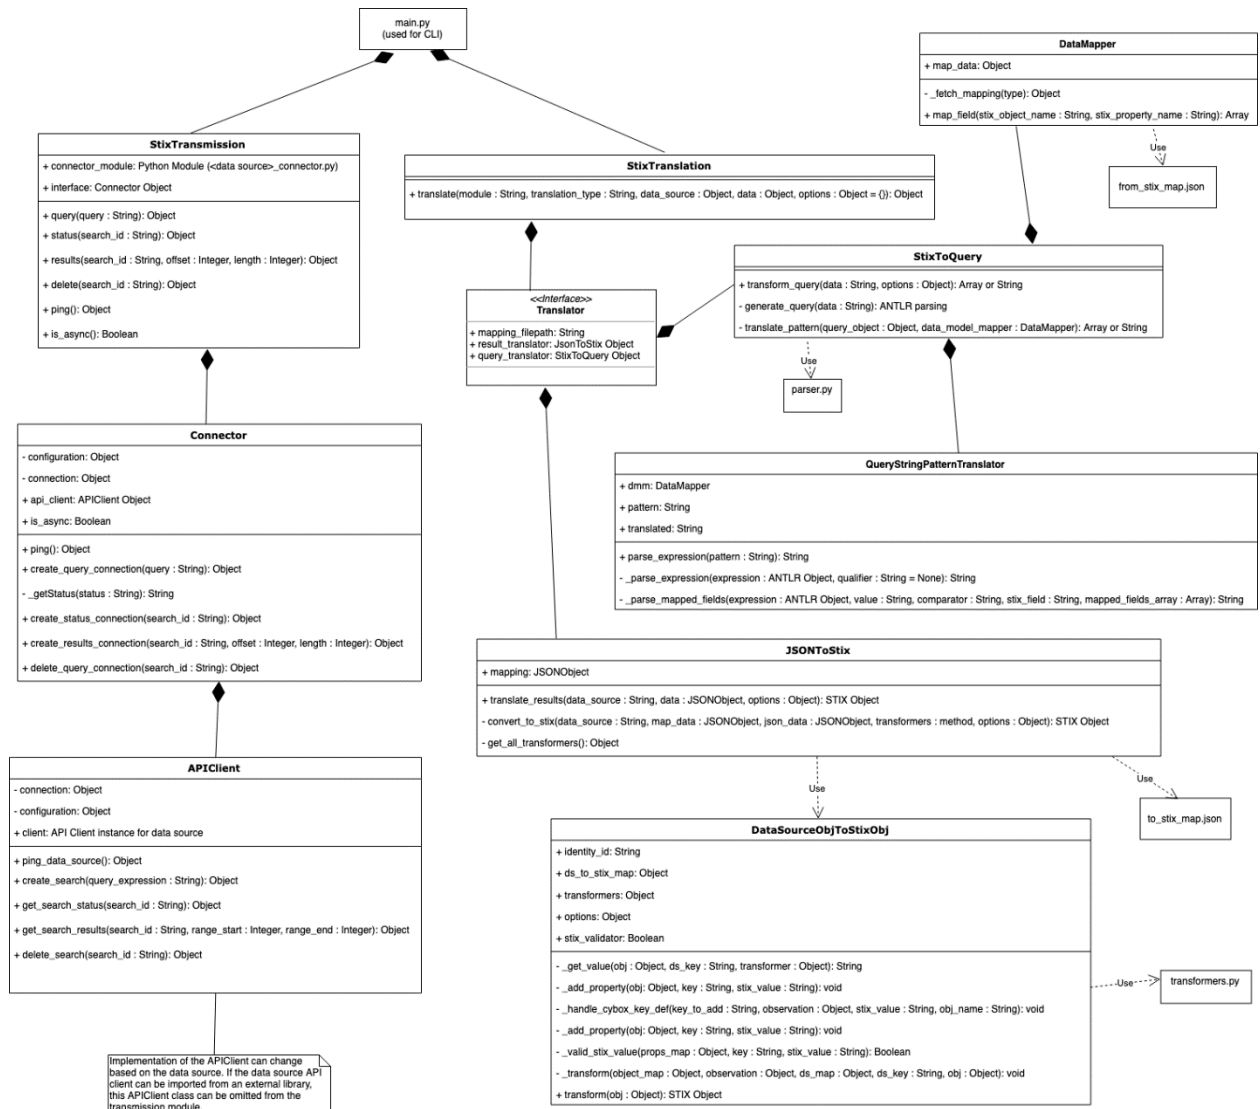 main.py
(used for CLI)
DataMapper
+ map_data: Object
- _fetch_mapping(type): Object
+ map_field(stix_object_name : String, stix_property_name : String): Array
Use
from_stix_map.json
StixTransmission
+ connector_module: Python Module (<data source>_connector.py)
+ interface: Connector Object
+ query(query : String): Object
+ status(search_id : String): Object
+ results(search_id : String, offset : Integer, length : Integer): Object
+ delete(search_id : String): Object
+ ping(): Object
+ is_async(): Boolean
StixTranslation
+ translate(module : String, translation_type : String, data_source : Object, data : Object, options : Object = {}): Object
StixToQuery
+ transform_query(data : String, options : Object): Array or String
- generate_query(data : String): ANTLR parsing
- translate_pattern(query_object : Object, data_model_mapper : DataMapper): Array or String
Use
parser.py
<<Interface>>
Translator
+ mapping_filepath: String
+ result_translator: JsonToStix Object
+ query_translator: StixToQuery Object
Connector
- configuration: Object
- connection: Object
+ api_client: APIClient Object
+ is_async: Boolean
+ ping(): Object
+ create_query_connection(query : String): Object
- _getStatus(status : String): String
+ create_status_connection(search_id : String): Object
+ create_results_connection(search_id : String, offset : Integer, length : Integer): Object
+ delete_query_connection(search_id : String): Object
QueryStringPatternTranslator
+ dmm: DataMapper
+ pattern: String
+ translated: String
+ parse_expression(pattern : String): String
- _parse_expression(expression : ANTLR Object, qualifier : String = None): String
- _parse_mapped_fields(expression : ANTLR Object, value : String, comparator : String, stix_field : String, mapped_fields_array : Array): String
JSONToStix
+ mapping: JSONObject
+ translate_results(data_source : String, data : JSONObject, options : Object): STIX Object
- convert_to_stix(data_source : String, map_data : JSONObject, json_data : JSONObject, transformers : method, options : Object): STIX Object
- get_all_transformers(): Object
Use
Use
to_stix_map.json
APIClient
- connection: Object
- configuration: Object
+ client: API Client instance for data source
+ ping_data_source(): Object
+ create_search(query_expression : String): Object
+ get_search_status(search_id : String): Object
+ get_search_results(search_id : String, range_start : Integer, range_end : Integer): Object
+ delete_search(search_id : String): Object
DataSourceObjToStixObj
+ identity_id: String
+ ds_to_stix_map: Object
+ transformers: Object
+ options: Object
+ stix_validator: Boolean
- _get_value(obj : Object, ds_key : String, transformer : Object): String
- _add_property(obj: Object, key : String, stix_value : String): void
- _handle_cybox_key_def(key_to_add : String, observation : Object, stix_value : String, obj_name : String): void
- _add_property(obj: Object, key : String, stix_value : String): void
- _valid_stix_value(props_map : Object, key : String, stix_value : String): Boolean
- _transform(object_map : Object, observation : Object, ds_map : Object, ds_key : String, obj : Object): void
+ transform(obj : Object): STIX Object
Use
transformers.py
Implementation of the APIClient can change
based on the data source. If the data source API
client can be imported from an external library,
this APIClient class can be omitted from the
transmission module.